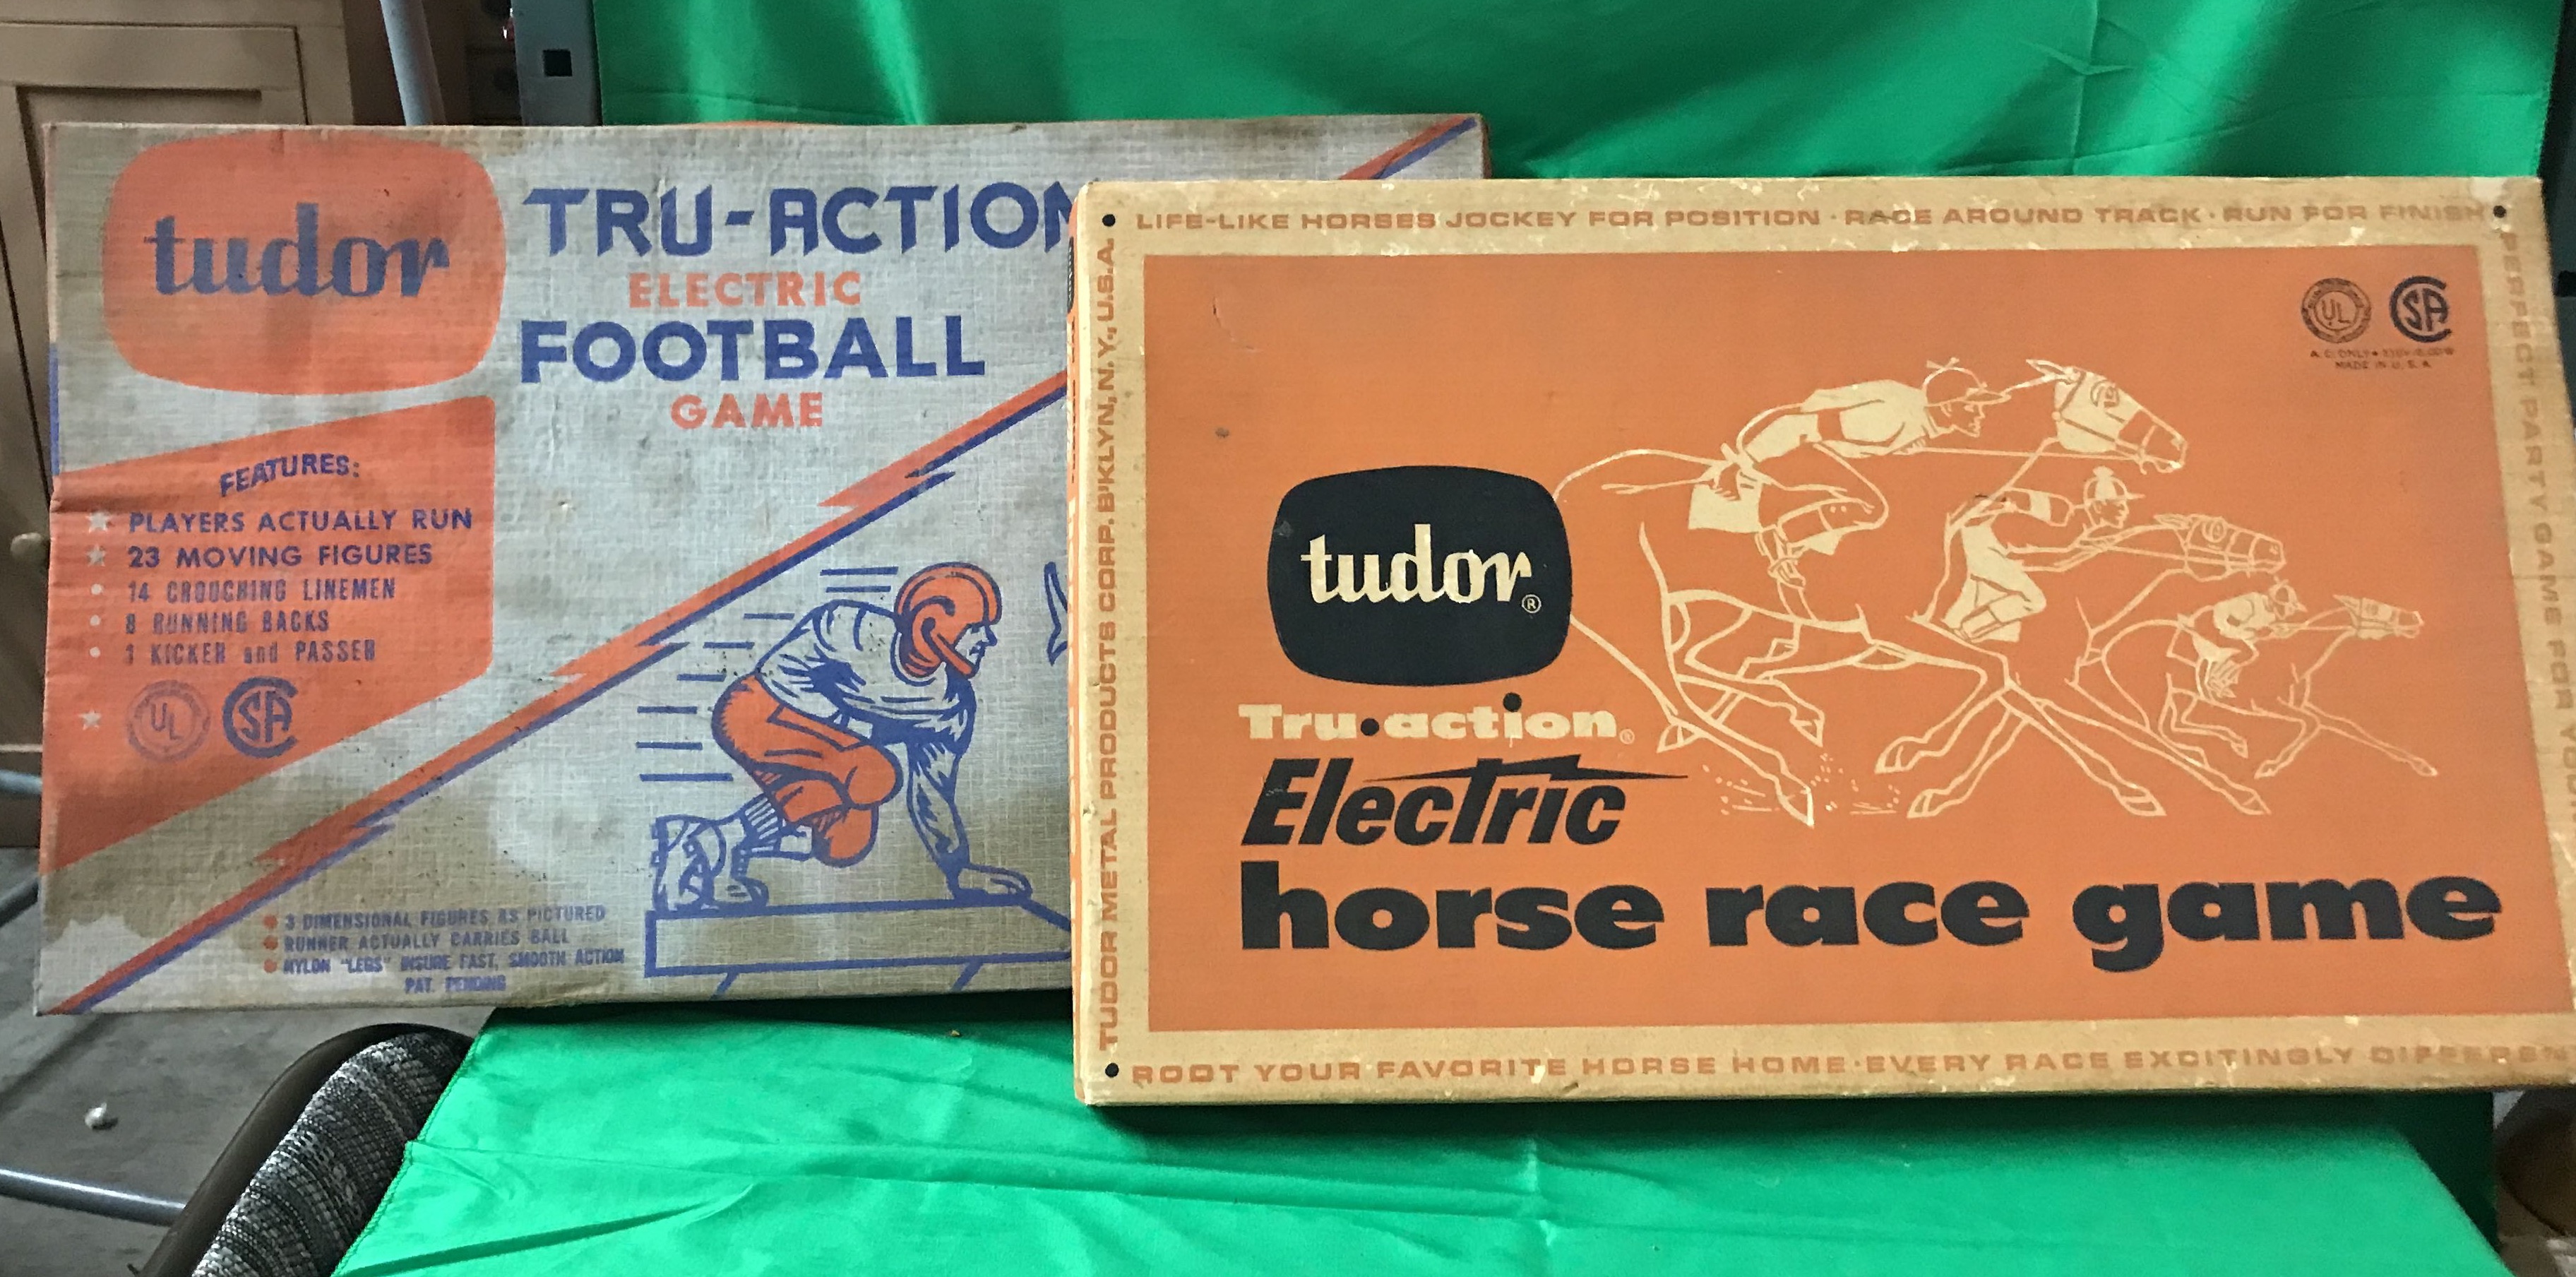 tudor
TRU-ACTION
ELECTRIC
FOOTBALL
GAME
FEATURES:
PLAYERS ACTUALLY RUN
23 MOVING FIGURES
14 CROUCHING LINEMEN
8 RUNNING BACKS
1 KICKER and PASSER
UL
CSA
3 DIMENSIONAL FIGURES AS PICTURED
RUNNER ACTUALLY CARRIES BALL
NYLON "LEGS" INSURE FAST, SMOOTH ACTION
PAT. PENDING
LIFE-LIKE HORSES JOCKEY FOR POSITION · RACE AROUND TRACK · RUN FOR FINISH
PERFECT PARTY GAME FOR
TUDOR METAL PRODUCTS CORP. B'KLYN, N.Y., U.S.A.
UL
CSA
A.C. ONLY
MADE IN U.S.A.
tudor®
Tru·action®
Electric
horse race game
ROOT YOUR FAVORITE HORSE HOME · EVERY RACE EXCITINGLY